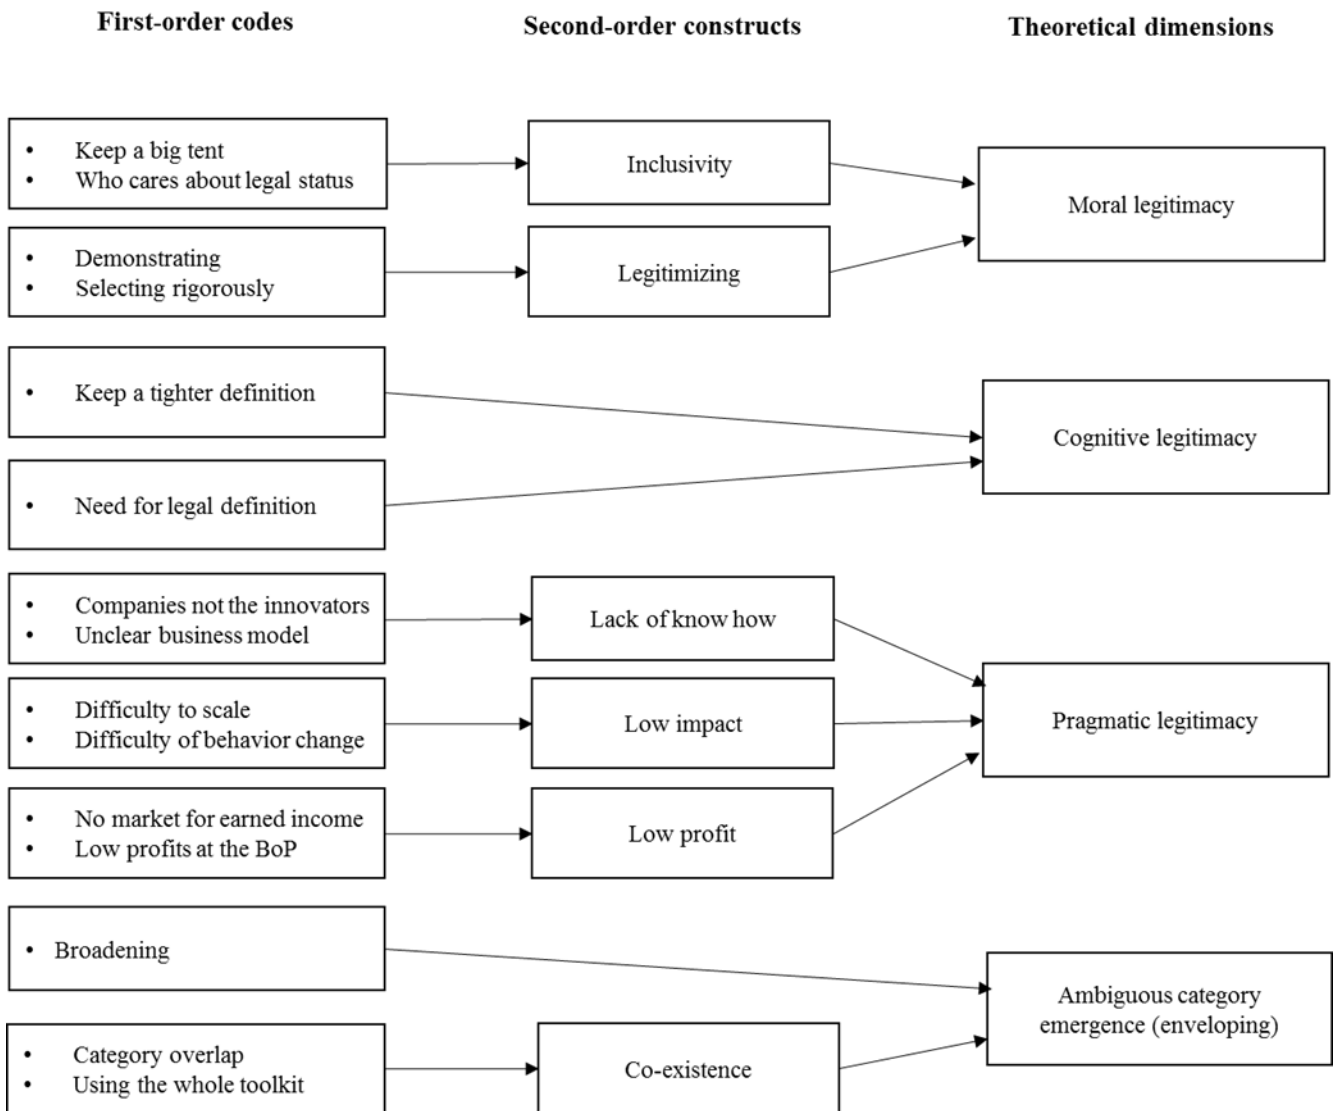 First-order codes
Second-order constructs
Theoretical dimensions
• Keep a big tent
• Who cares about legal status
Inclusivity
Moral legitimacy
• Demonstrating
• Selecting rigorously
Legitimizing
• Keep a tighter definition
Cognitive legitimacy
• Need for legal definition
• Companies not the innovators
• Unclear business model
Lack of know how
• Difficulty to scale
• Difficulty of behavior change
Low impact
Pragmatic legitimacy
• No market for earned income
• Low profits at the BoP
Low profit
• Broadening
Ambiguous category
emergence (enveloping)
• Category overlap
• Using the whole toolkit
Co-existence